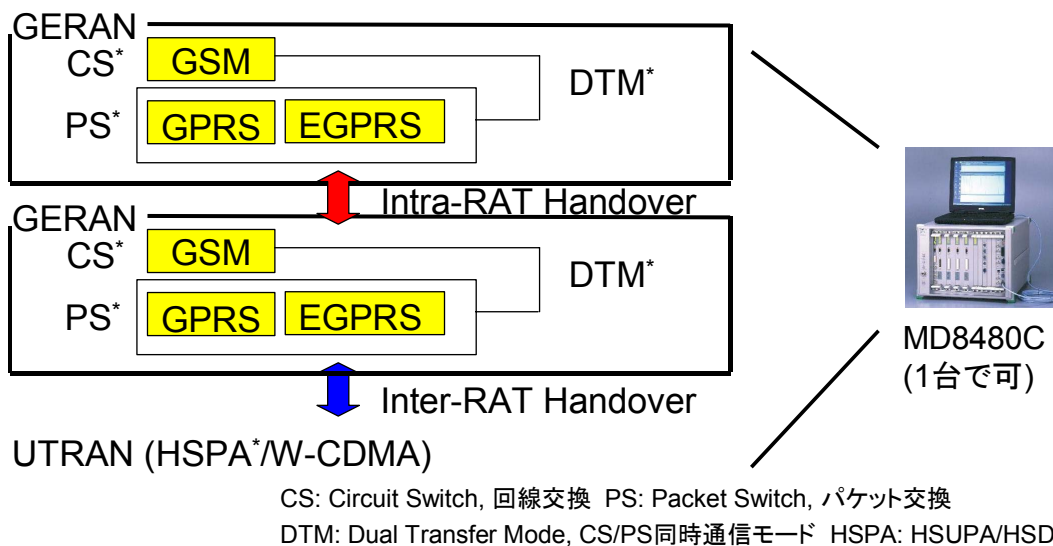 GERAN
CS* GSM
DTM*
PS* GPRS EGPRS
Intra-RAT Handover
GERAN
CS* GSM
DTM*
PS* GPRS EGPRS
Inter-RAT Handover
UTRAN (HSPA*/W-CDMA)
MD8480C
(1台で可)
CS: Circuit Switch, 回線交換 PS: Packet Switch, パケット交換
DTM: Dual Transfer Mode, CS/PS同時通信モード HSPA: HSUPA/HSD